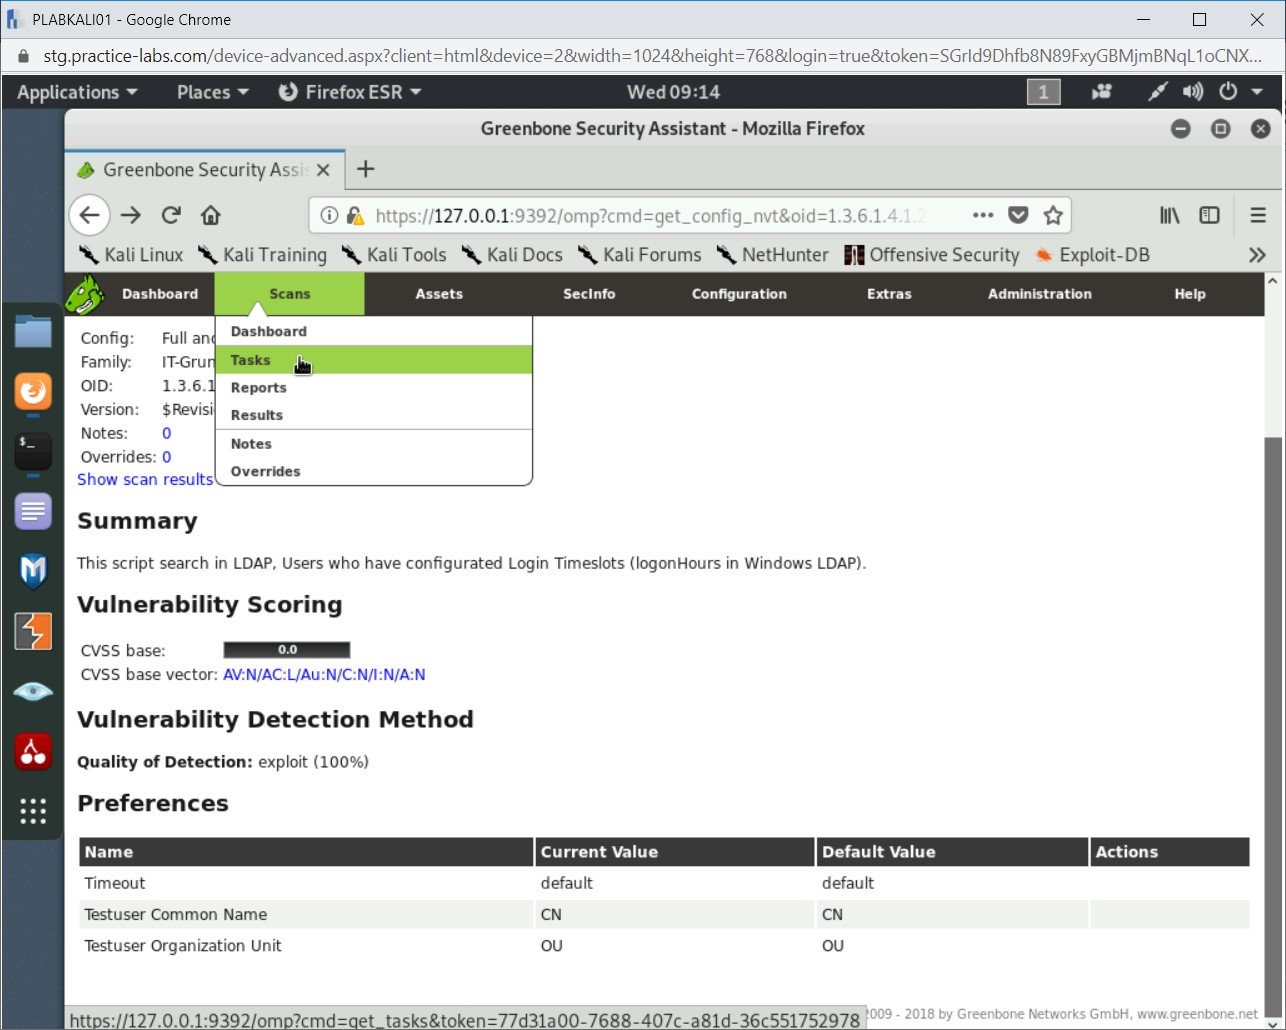 PLABKALI01 - Google Chrome
stg.practice-labs.com/device-advanced.aspx?client=html&device=2&width=1024&height=768&login=true&token=SGrId9Dhfb8N89FxyGBMjmBNqL1oCNX...
Applications Places Firefox ESR Wed 09:14 1
Greenbone Security Assistant - Mozilla Firefox
Greenbone Security Assis
https://127.0.0.1:9392/omp?cmd=get_config_nvt&oid=1.3.6.1.4.1.2
Kali Linux Kali Training Kali Tools Kali Docs Kali Forums NetHunter Offensive Security Exploit-DB
Dashboard Scans Assets SecInfo Configuration Extras Administration Help
Dashboard
Tasks
Reports
Results
Notes
Overrides
Config: Full and
Family: IT-Grun
OID: 1.3.6.1
Version: $Revisi
Notes: 0
Overrides: 0
Show scan results
Summary
This script search in LDAP, Users who have configured Login Timeslots (logonHours in Windows LDAP).
Vulnerability Scoring
CVSS base: 0.0
CVSS base vector: AV:N/AC:L/Au:N/C:N/I:N/A:N
Vulnerability Detection Method
Quality of Detection: exploit (100%)
Preferences
Name Current Value Default Value Actions
Timeout default default
Testuser Common Name CN CN
Testuser Organization Unit OU OU
https://127.0.0.1:9392/omp?cmd=get_tasks&token=77d31a00-7688-407c-a81d-36c551752978
009 - 2018 by Greenbone Networks GmbH, www.greenbone.net